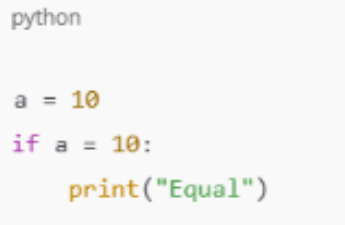 python
a = 10
if a = 10:
    print("Equal")